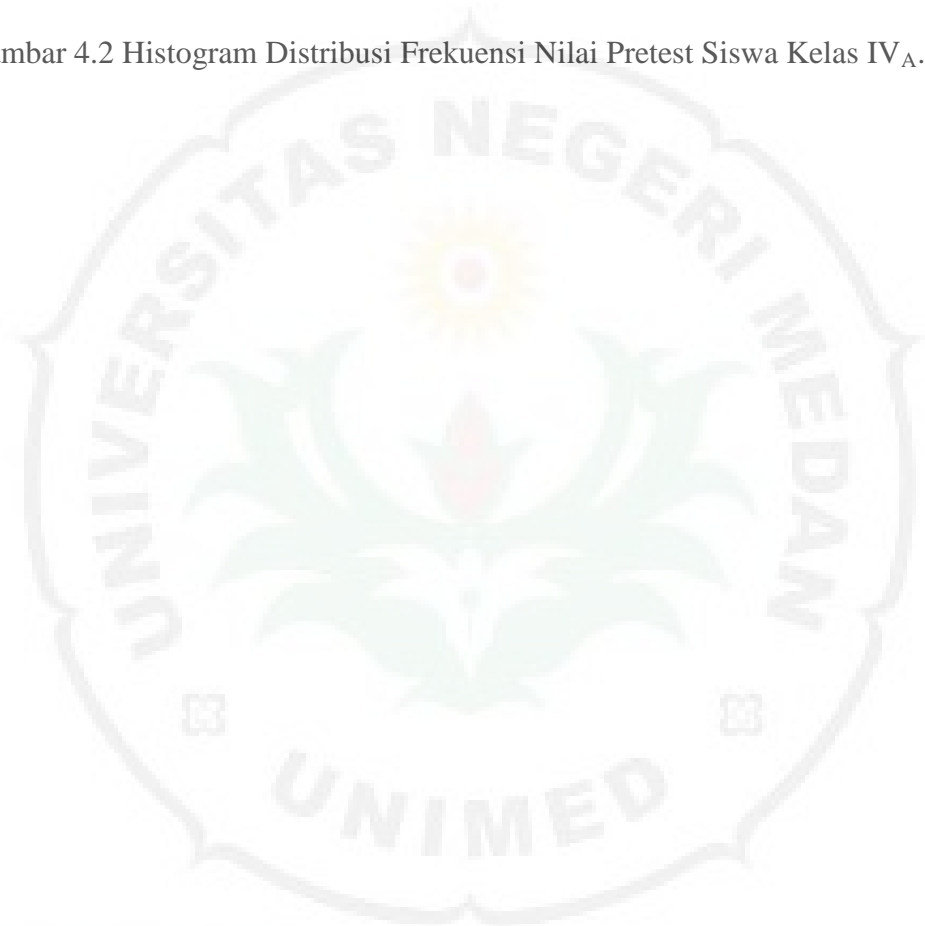 mbar 4.2 Histogram Distribusi Frekuensi Nilai Pretest Siswa Kelas IVA.
UNIVERSITAS NEGERI MEDAN
UNIMED